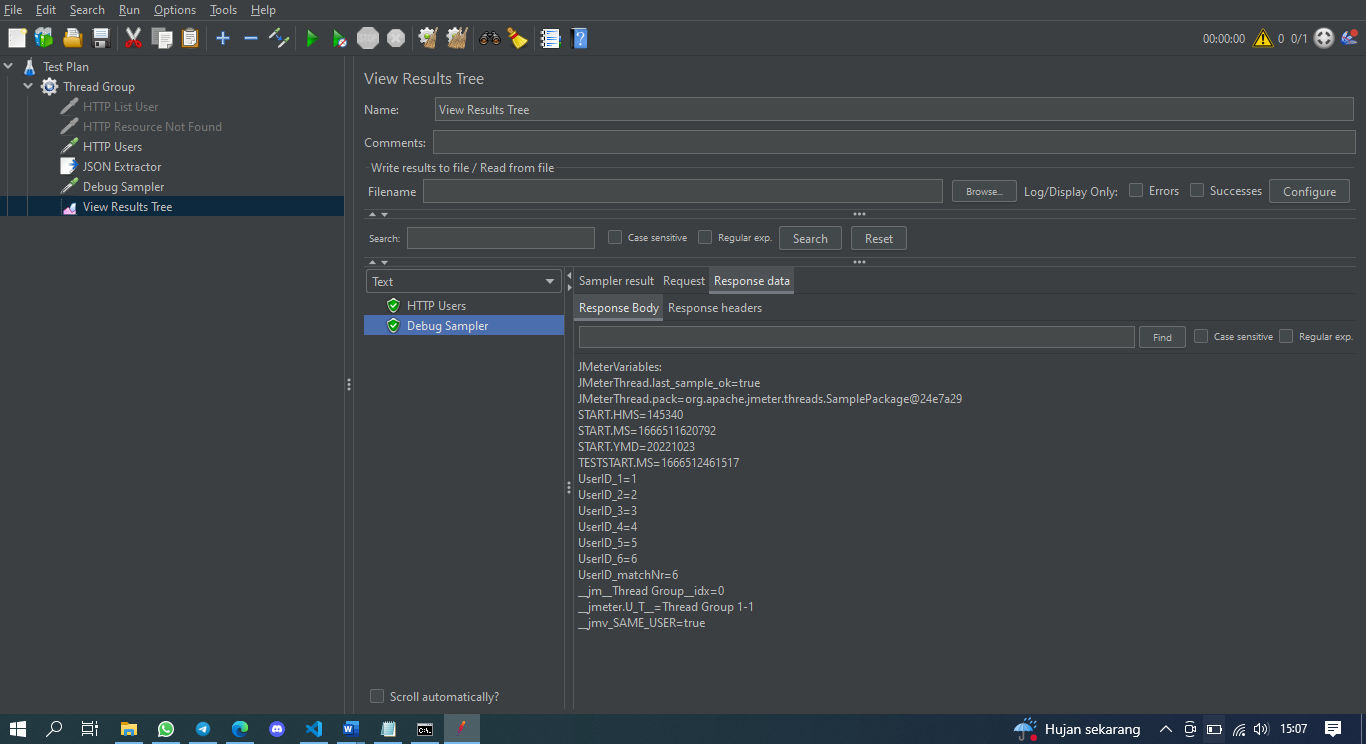 File Edit Search Run Options Tools Help
STOP
00:00:00 0 0/1
Test Plan
Thread Group
HTTP List User
HTTP Resource Not Found
HTTP Users
JSON Extractor
Debug Sampler
View Results Tree
View Results Tree
Name: View Results Tree
Comments:
Write results to file / Read from file
Filename Browse... Log/Display Only: Errors Successes Configure
Search: Case sensitive Regular exp. Search Reset
Text
HTTP Users
Debug Sampler
Scroll automatically?
Sampler result Request Response data
Response Body Response headers
Find Case sensitive Regular exp.
JMeterVariables:
JMeterThread.last_sample_ok=true
JMeterThread.pack=org.apache.jmeter.threads.SamplePackage@24e7a29
START.HMS=145340
START.MS=1666511620792
START.YMD=20221023
TESTSTART.MS=1666512461517
UserID_1=1
UserID_2=2
UserID_3=3
UserID_4=4
UserID_5=5
UserID_6=6
UserID_matchNr=6
__jm__Thread Group__idx=0
__jmeter.U_T__=Thread Group 1-1
__jmv_SAME_USER=true
Hujan sekarang 15:07